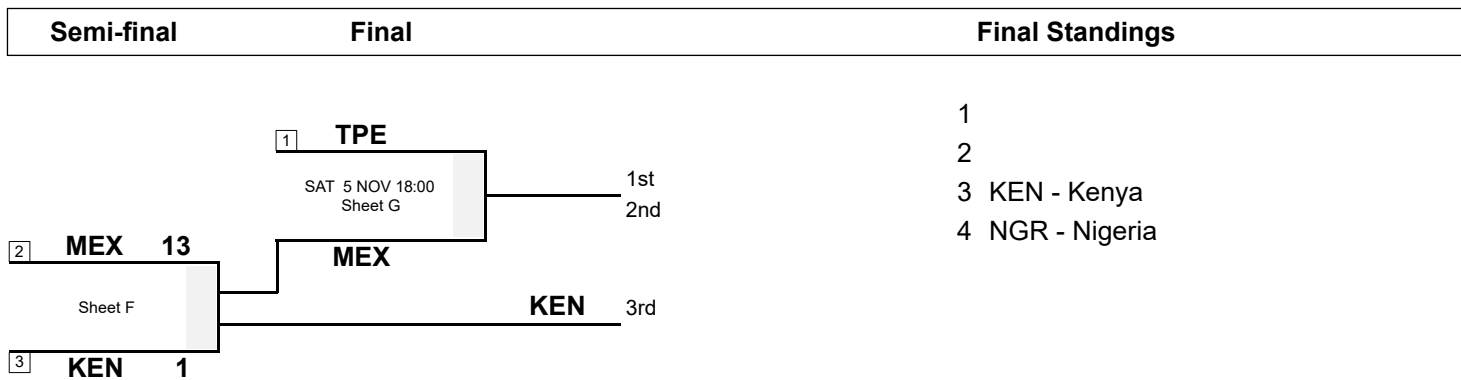 Semi-final Final Final Standings
1 TPE
SAT 5 NOV 18:00
Sheet G
1st
2nd
MEX
2 MEX 13
Sheet F
3 KEN 1
KEN 3rd
1
2
3 KEN - Kenya
4 NGR - Nigeria